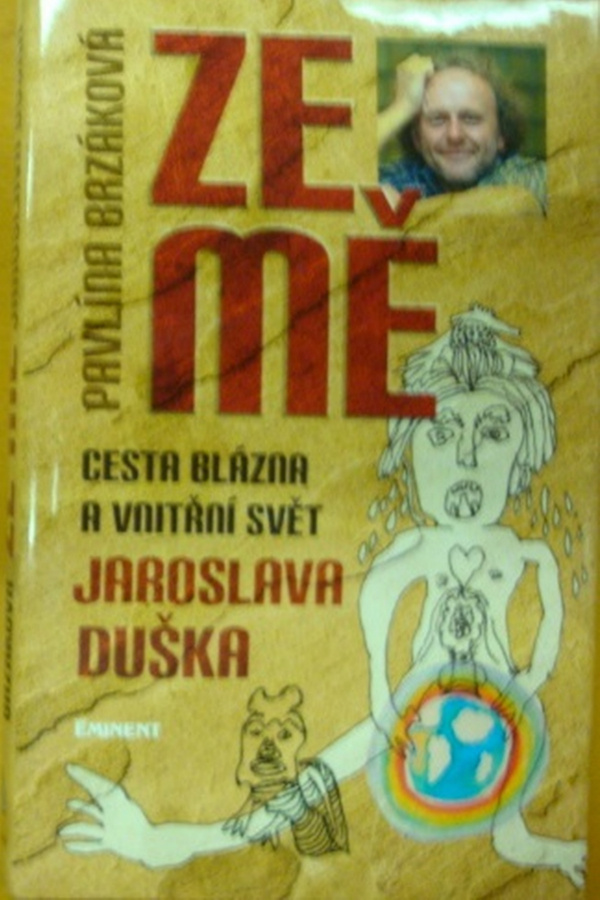 PAVLÍNA BRZÁKOVÁ
ZE
MĚ
CESTA BLÁZNA
A VNITŘNÍ SVĚT
JAROSLAVA
DUŠKA
EMINENT